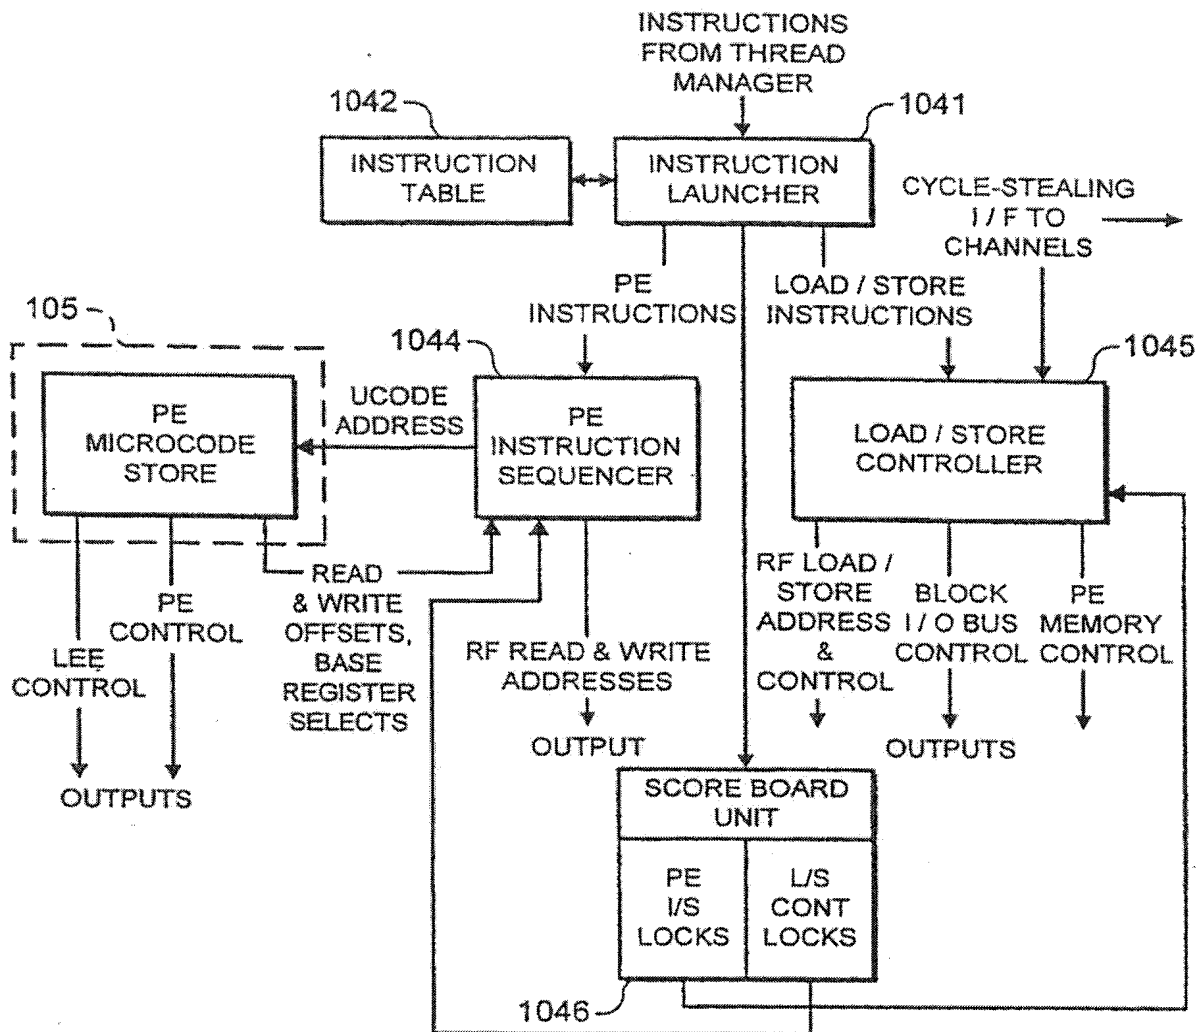 INSTRUCTIONS
FROM THREAD
MANAGER
1042
1041
INSTRUCTION
TABLE
INSTRUCTION
LAUNCHER
CYCLE-STEALING
I / F TO
CHANNELS
PE
INSTRUCTIONS
LOAD / STORE
INSTRUCTIONS
105
1044
1045
PE
MICROCODE
STORE
UCODE
ADDRESS
PE
INSTRUCTION
SEQUENCER
LOAD / STORE
CONTROLLER
LEE
CONTROL
PE
CONTROL
READ
& WRITE
OFFSETS,
BASE
REGISTER
SELECTS
RF READ & WRITE
ADDRESSES
RF LOAD /
STORE
ADDRESS
&
CONTROL
BLOCK
I / O BUS
CONTROL
PE
MEMORY
CONTROL
OUTPUTS
OUTPUT
OUTPUTS
SCORE BOARD
UNIT
PE
I/S
LOCKS
L/S
CONT
LOCKS
1046